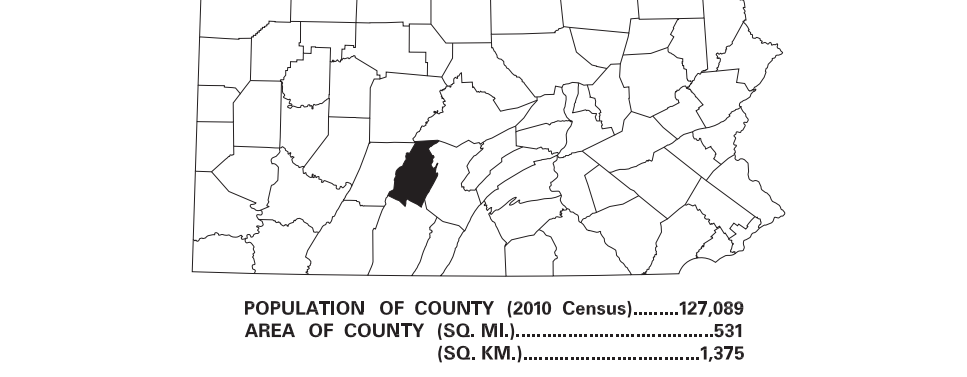 POPULATION OF COUNTY (2010 Census).........127,089
AREA OF COUNTY (SQ. MI.)......................................531
(SQ. KM.)..................................1,375